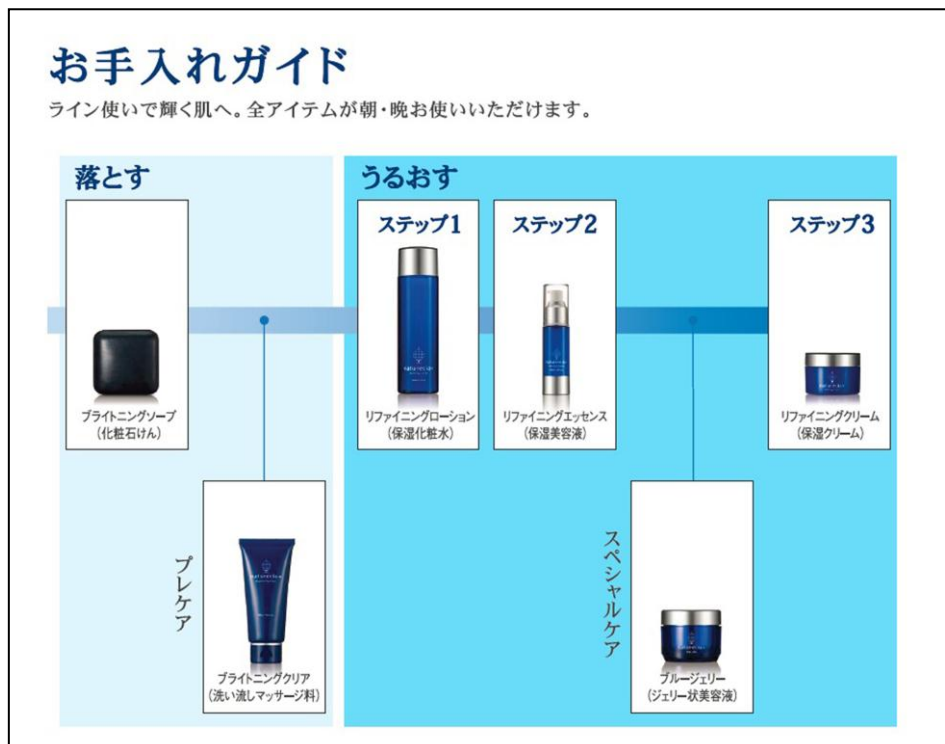 お手入れガイド
ライン使いで輝く肌へ。全アイテムが朝・晩お使いいただけます。
落とす
ブライトニングソープ
（化粧石けん）
プレケア
ブライトニングクリア
（洗い流しマッサージ料）
うるおす
ステップ1
リファイニングローション
（保湿化粧水）
ステップ2
リファイニングエッセンス
（保湿美容液）
スペシャルケア
ブルージェリー
（ジェリー状美容液）
ステップ3
リファイニングクリーム
（保湿クリーム）